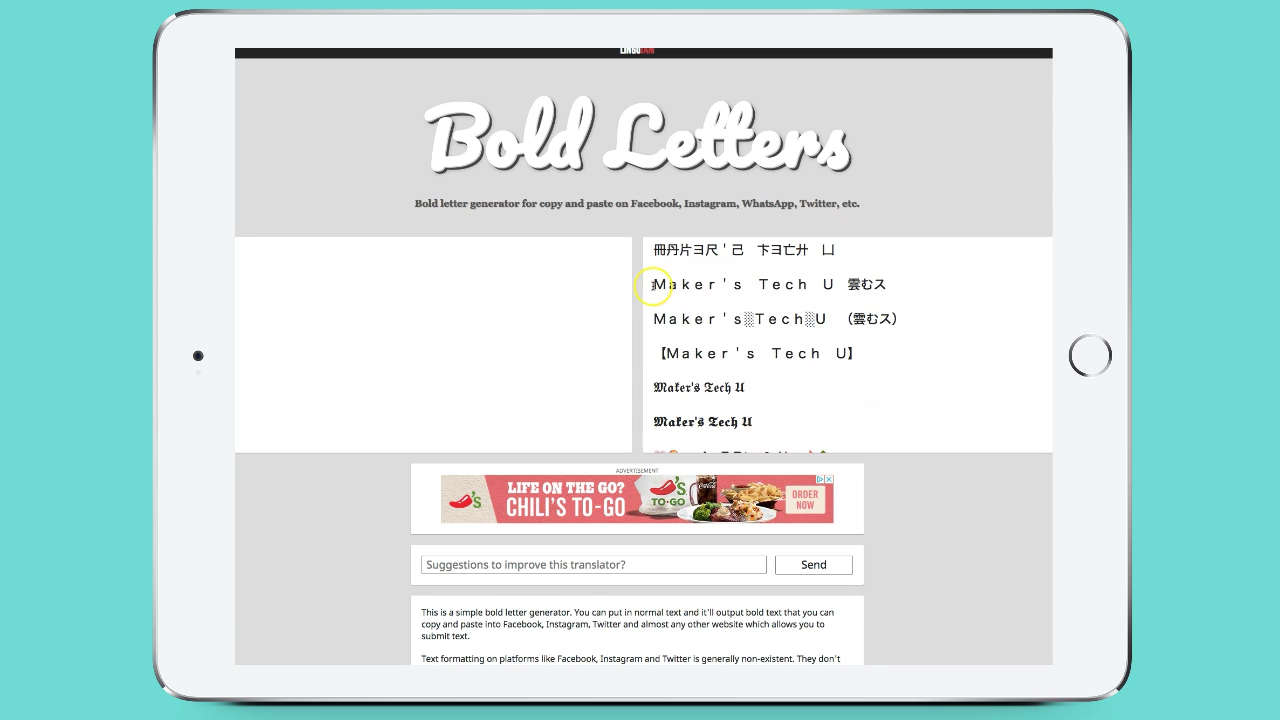 LINGOJAM
Bold Letters
Bold letter generator for copy and paste on Facebook, Instagram, WhatsApp, Twitter, etc.
冊丹片ヨ尺＇己　卞ヨ亡廾　凵
Ｍａｋｅｒ＇ｓ　Ｔｅｃｈ　Ｕ　雲むス
Ｍａｋｅｒ＇ｓ░Ｔｅｃｈ░Ｕ　（雲むス）
【Ｍａｋｅｒ＇ｓ　Ｔｅｃｈ　Ｕ】
𝔐𝔞𝔨𝔢𝔯'𝔰 𝔗𝔢𝔠𝔥 𝔘
𝕸𝖆𝖐𝖊𝖗'𝖘 𝕿𝖊𝖈𝖍 𝖀
ADVERTISEMENT
LIFE ON THE GO?
CHILI'S TO-GO
'S
'S
TO-GO
Coca-Cola
ORDER
NOW
Suggestions to improve this translator?
Send
This is a simple bold letter generator. You can put in normal text and it'll output bold text that you can
copy and paste into Facebook, Instagram, Twitter and almost any other website which allows you to
submit text.
Text formatting on platforms like Facebook, Instagram and Twitter is generally non-existent. They don't